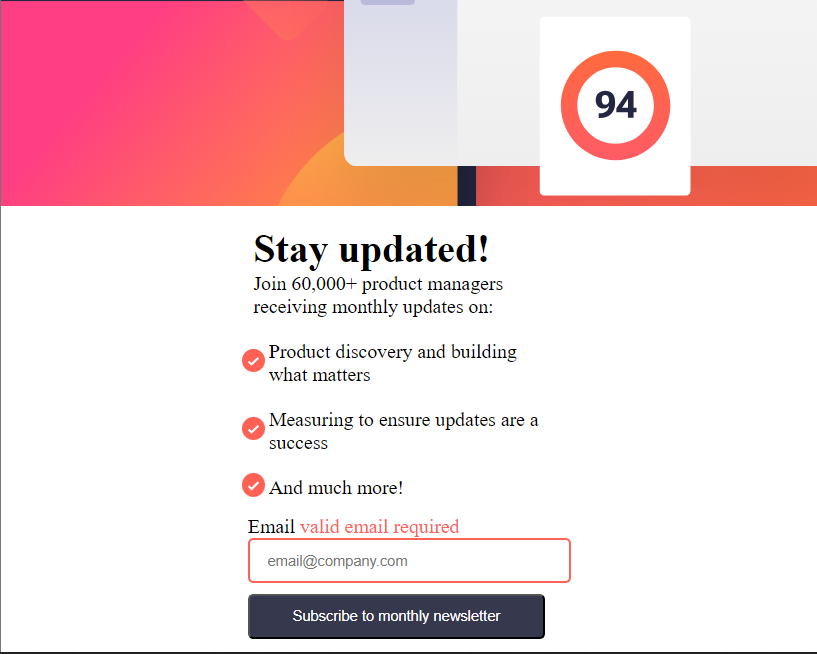 94
Stay updated!
Join 60,000+ product managers
receiving monthly updates on:
Product discovery and building
what matters
Measuring to ensure updates are a
success
And much more!
Email valid email required
email@company.com
Subscribe to monthly newsletter